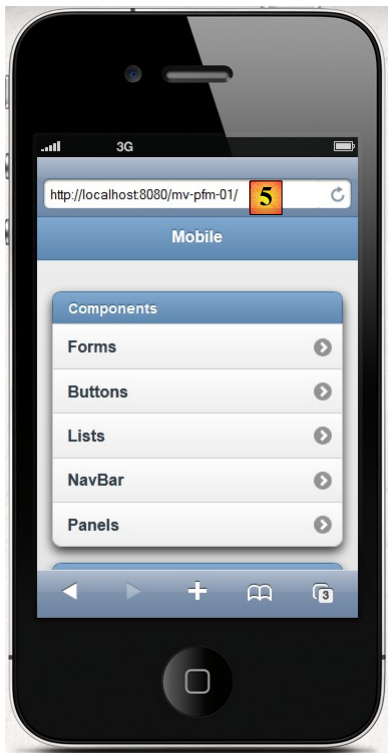 3G
http://localhost:8080/mv-pfm-01/ 5
Mobile
Components
Forms
Buttons
Lists
NavBar
Panels
3